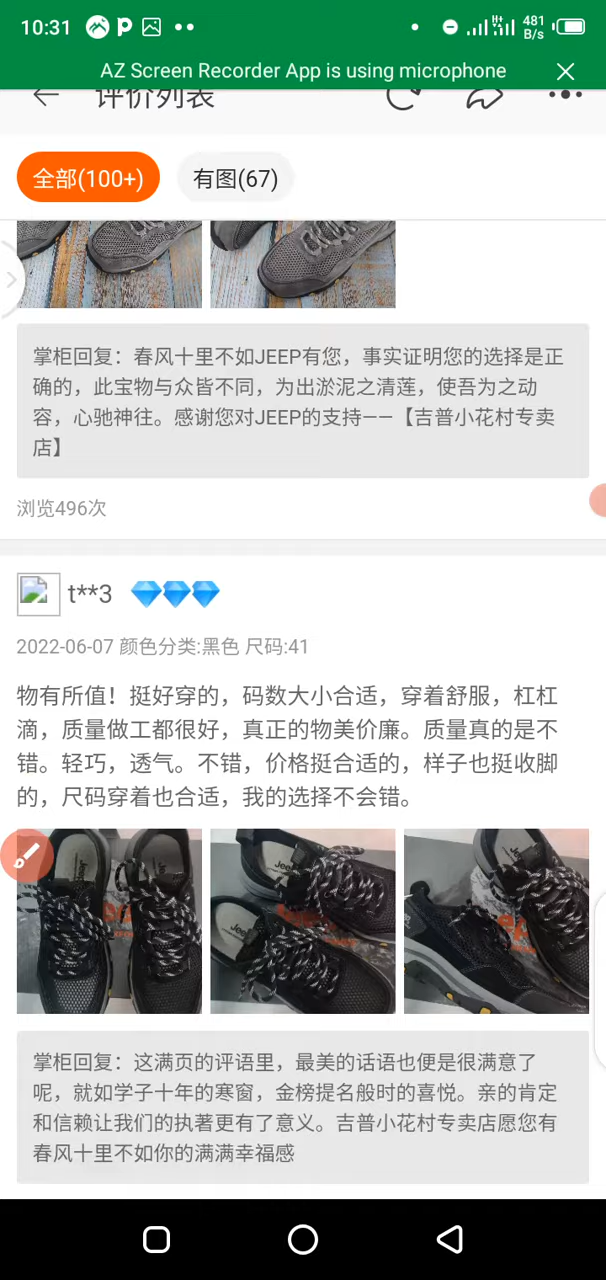 10:31
481
B/s
AZ Screen Recorder App is using microphone
评价列表
全部(100+)
有图(67)
掌柜回复：春风十里不如JEEP有您，事实证明您的选择是正
确的，此宝物与众皆不同，为出淤泥之清莲，使吾为之动
容，心驰神往。感谢您对JEEP的支持——【吉普小花村专卖
店】
浏览496次
t**3
2022-06-07 颜色分类:黑色 尺码:41
物有所值！挺好穿的，码数大小合适，穿着舒服，杠杠
滴，质量做工都很好，真正的物美价廉。质量真的是不
错。轻巧，透气。不错，价格挺合适的，样子也挺收脚
的，尺码穿着也合适，我的选择不会错。
Jeep
Jeep
掌柜回复：这满页的评语里，最美的话语也便是很满意了
呢，就如学子十年的寒窗，金榜提名般时的喜悦。亲的肯定
和信赖让我们的执著更有了意义。吉普小花村专卖店愿您有
春风十里不如你的满满幸福感